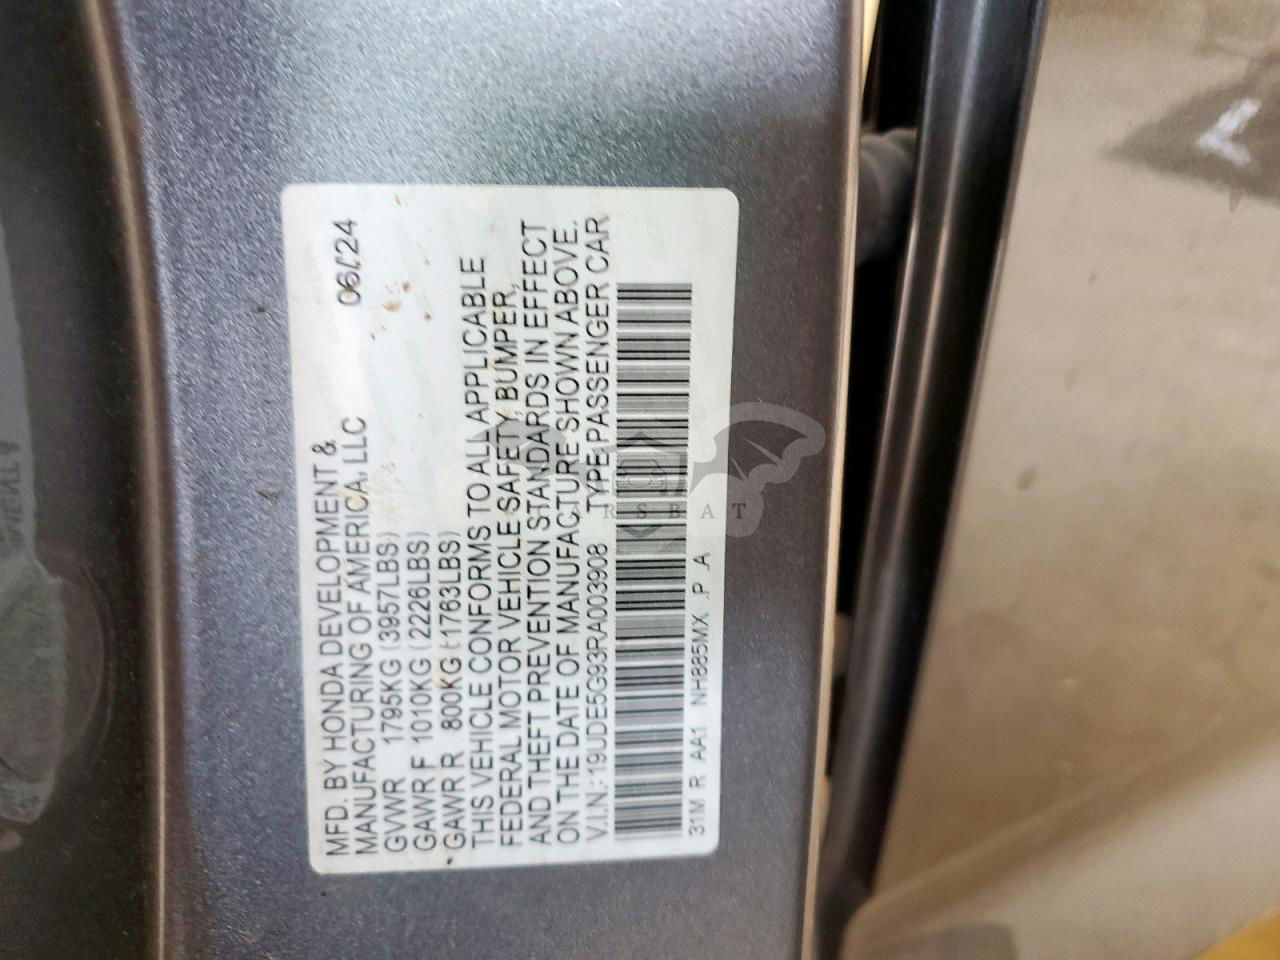 MFD. BY HONDA DEVELOPMENT &
MANUFACTURING OF AMERICA, LLC 06/'24
GVWR 1795KG (3957LBS)
GAWR F 1010KG (2226LBS)
GAWR R 800KG (1763LBS)
THIS VEHICLE CONFORMS TO ALL APPLICABLE
FEDERAL MOTOR VEHICLE SAFETY, BUMPER,
AND THEFT PREVENTION STANDARDS IN EFFECT
ON THE DATE OF MANUFACTURE SHOWN ABOVE.
V.I.N.: 19UDE5G93RA003908 TYPE:PASSENGER CAR
31M R AA1 NH885MX .P .A
RSBAT